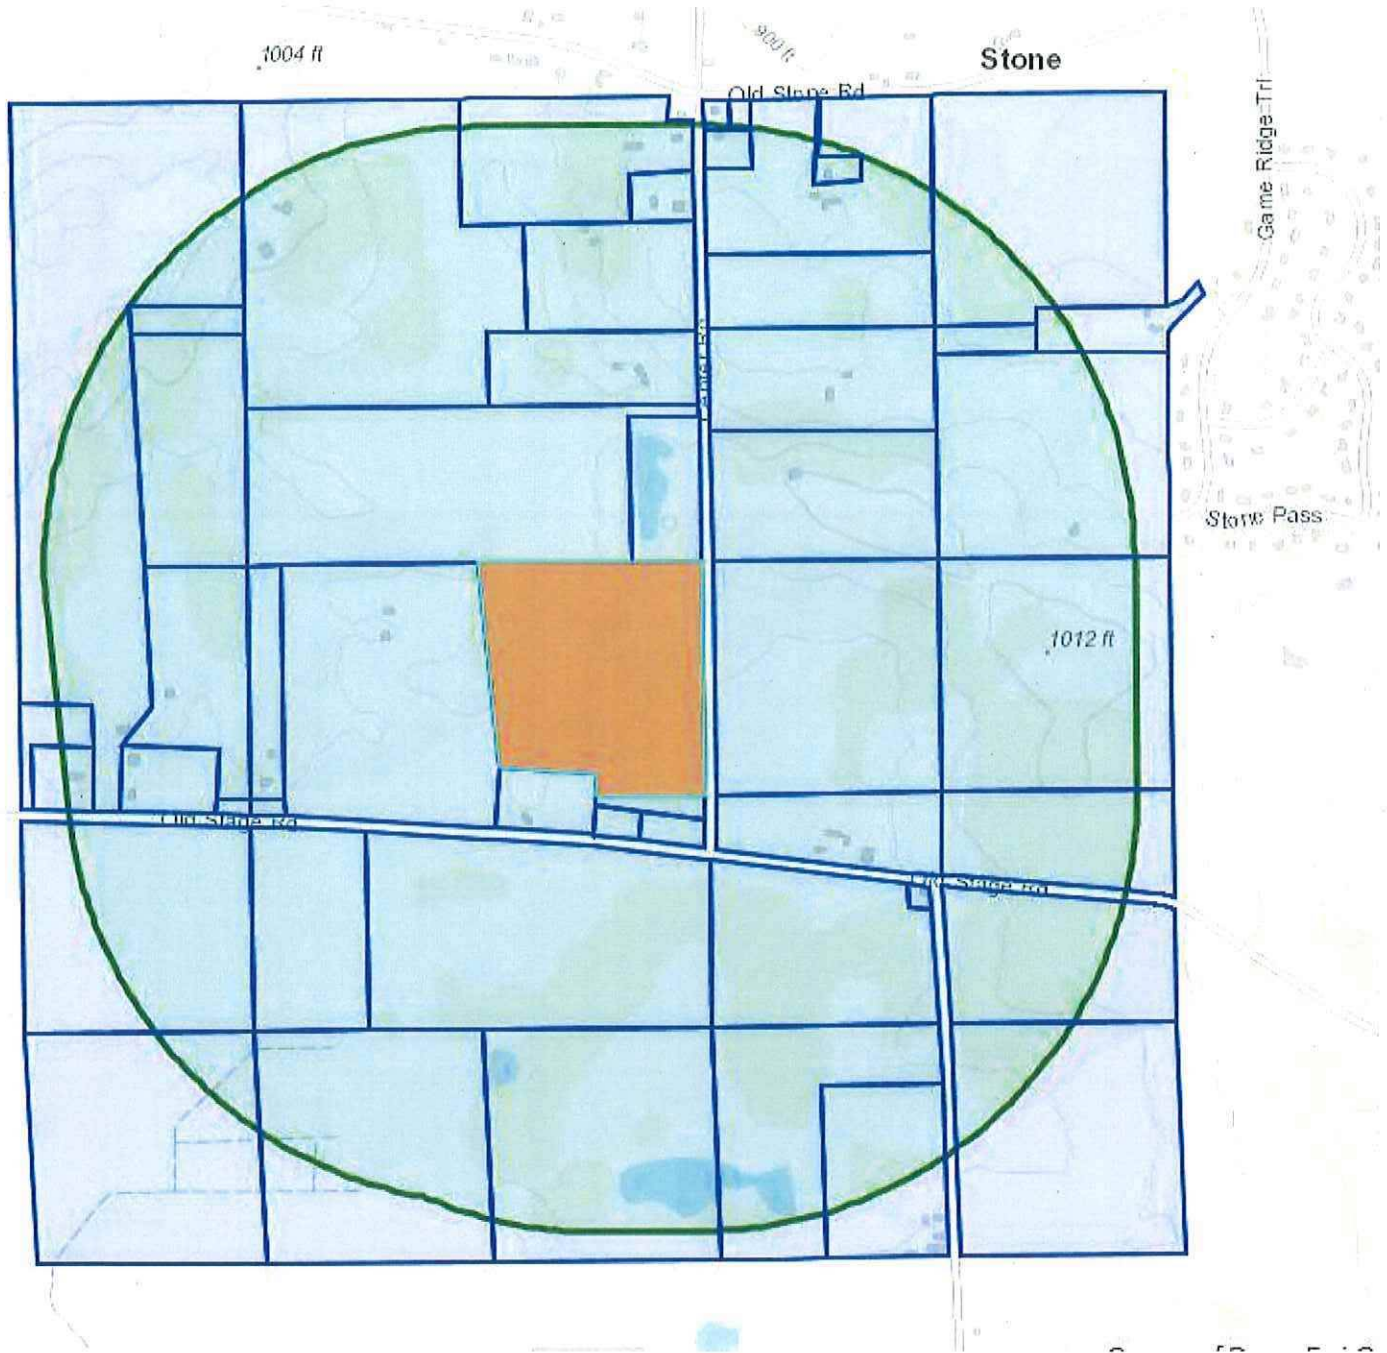 1004 ft
900 ft
Stone
Old Stone Rd
Game Ridge Trl
Stone Pass
1012 ft
Old Stage Rd
Old Stage Rd